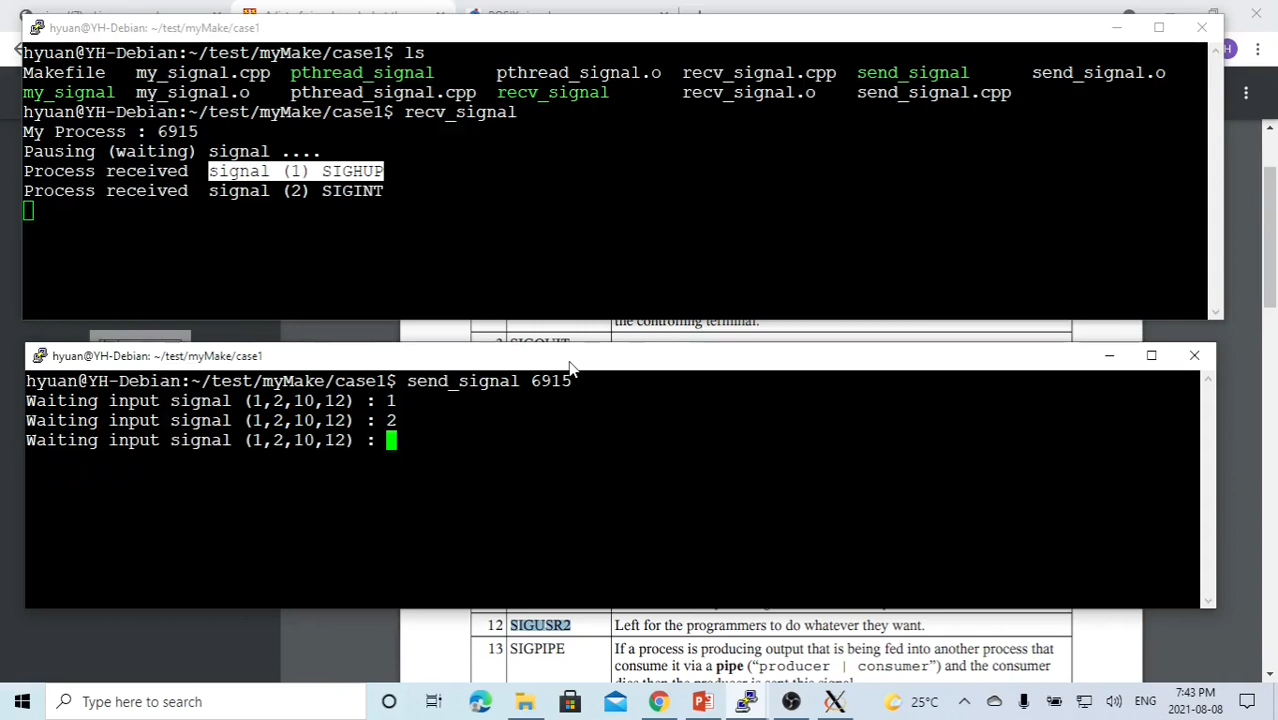 hyuan@YH-Debian: ~/test/myMake/case1
hyuan@YH-Debian:~/test/myMake/case1$ ls
Makefile my_signal.cpp pthread_signal pthread_signal.o recv_signal.cpp send_signal send_signal.o
my_signal my_signal.o pthread_signal.cpp recv_signal recv_signal.o send_signal.cpp
hyuan@YH-Debian:~/test/myMake/case1$ recv_signal
My Process : 6915
Pausing (waiting) signal ....
Process received signal (1) SIGHUP
Process received signal (2) SIGINT
the controlling terminal.
hyuan@YH-Debian: ~/test/myMake/case1
hyuan@YH-Debian:~/test/myMake/case1$ send_signal 6915
Waiting input signal (1,2,10,12) : 1
Waiting input signal (1,2,10,12) : 2
Waiting input signal (1,2,10,12) :
12 SIGUSR2 Left for the programmers to do whatever they want.
13 SIGPIPE If a process is producing output that is being fed into another process that
consume it via a pipe ("producer | consumer") and the consumer
dies then the producer is sent this signal.
Type here to search
25°C
ENG
7:43 PM
2021-08-08